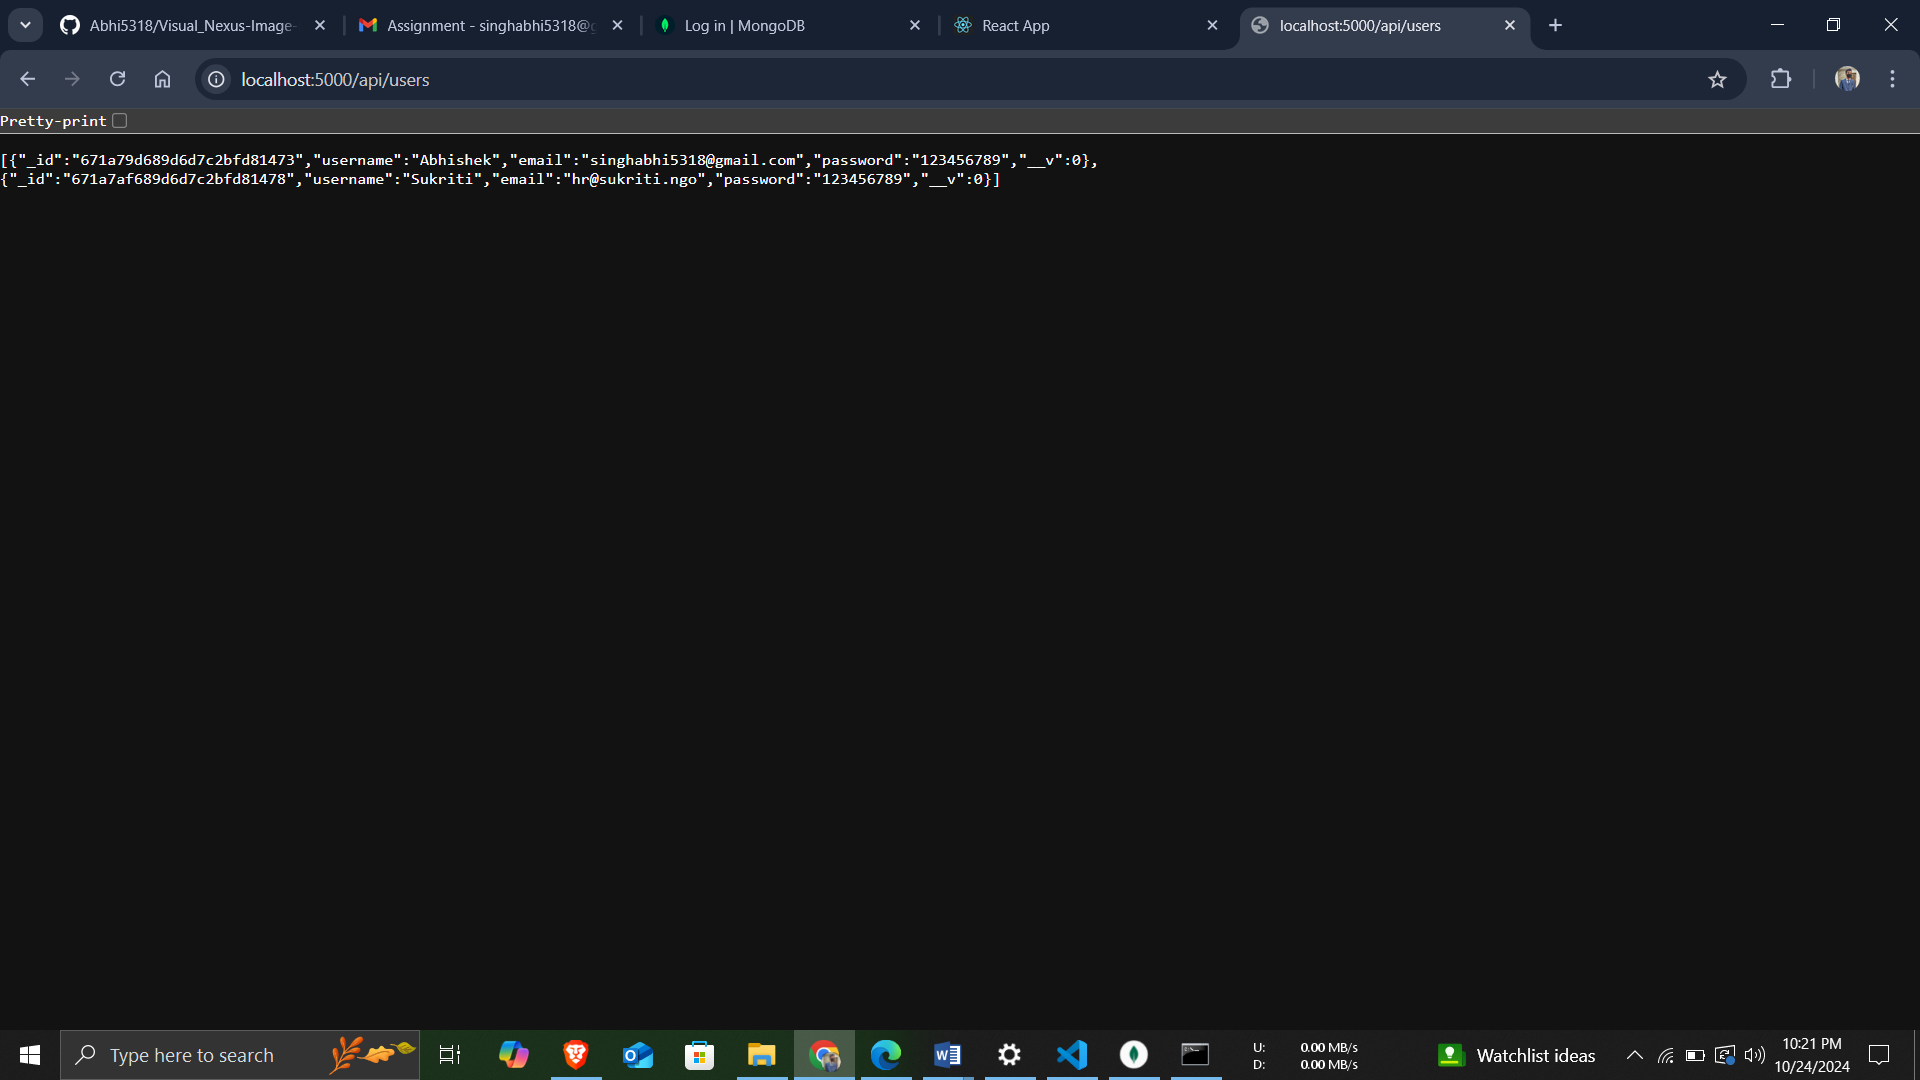 Abhi5318/Visual_Nexus-Image-
Assignment - singhabhi5318@g
Log in | MongoDB
React App
localhost:5000/api/users
localhost:5000/api/users
Pretty-print
[{"_id":"671a79d689d6d7c2bfd81473","username":"Abhishek","email":"singhabhi5318@gmail.com","password":"123456789","__v":0},
{"_id":"671a7af689d6d7c2bfd81478","username":"Sukriti","email":"hr@sukriti.ngo","password":"123456789","__v":0}]
Type here to search
U: 0.00 MB/s
D: 0.00 MB/s
Watchlist ideas
10:21 PM
10/24/2024